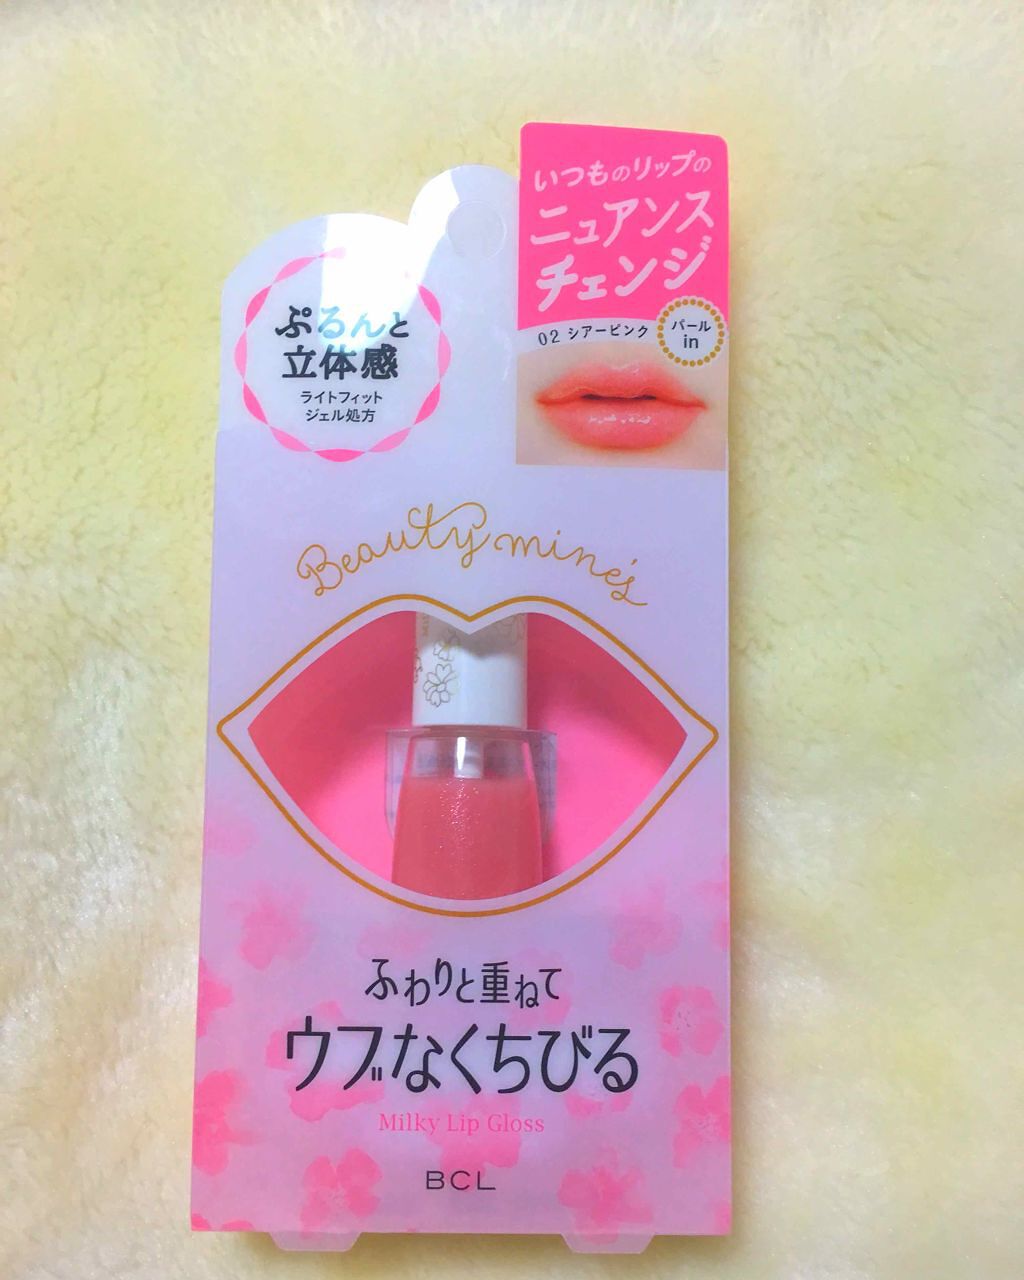 いつものリップの
ニュアンス
チェンジ
02 シアーピンク
パール
in
ぷるんと
立体感
ライトフィット
ジェル処方
Beauty mine's
ふわりと重ねて
ウブなくちびる
Milky Lip Gloss
BCL